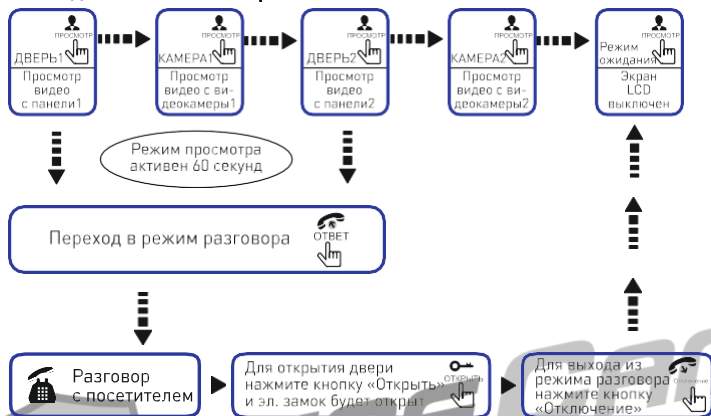 ПРОСМОТР
ДВЕРЬ1
Просмотр
видео
с панели1
ПРОСМОТР
КАМЕРА1
Просмотр
видео с ви-
деокамеры1
ПРОСМОТР
ДВЕРЬ2
Просмотр
видео
с панели2
ПРОСМОТР
КАМЕРА2
Просмотр
видео с ви-
деокамеры2
ПРОСМОТР
Режим
ожидания
Экран
LCD
выключен
Режим просмотра
активен 60 секунд
Переход в режим разговора
ОТВЕТ
Разговор
с посетителем
Для открытия двери
нажмите кнопку «Открыть»
и эл. замок будет открыт
ОТКРЫТЬ
Для выхода из
режима разговора
нажмите кнопку
«Отключение»
Отключение